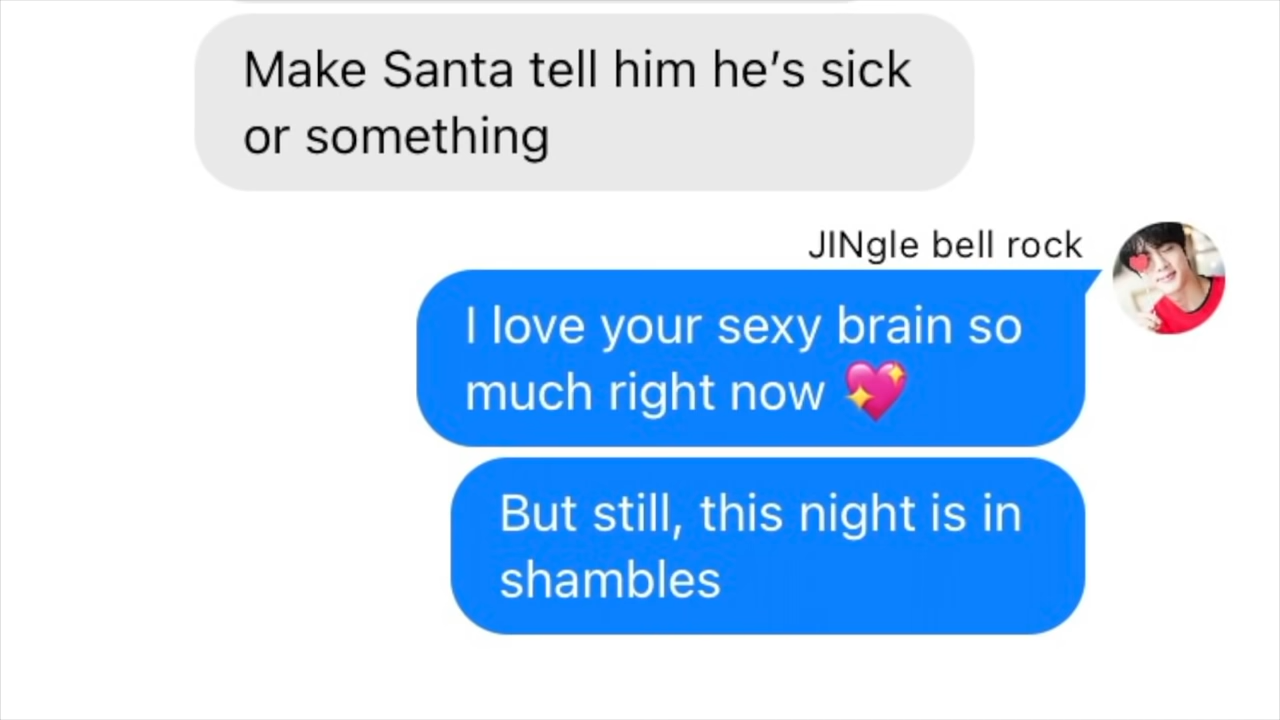 Make Santa tell him he’s sick
or something
JINgle bell rock
I love your sexy brain so
much right now 💖
But still, this night is in
shambles